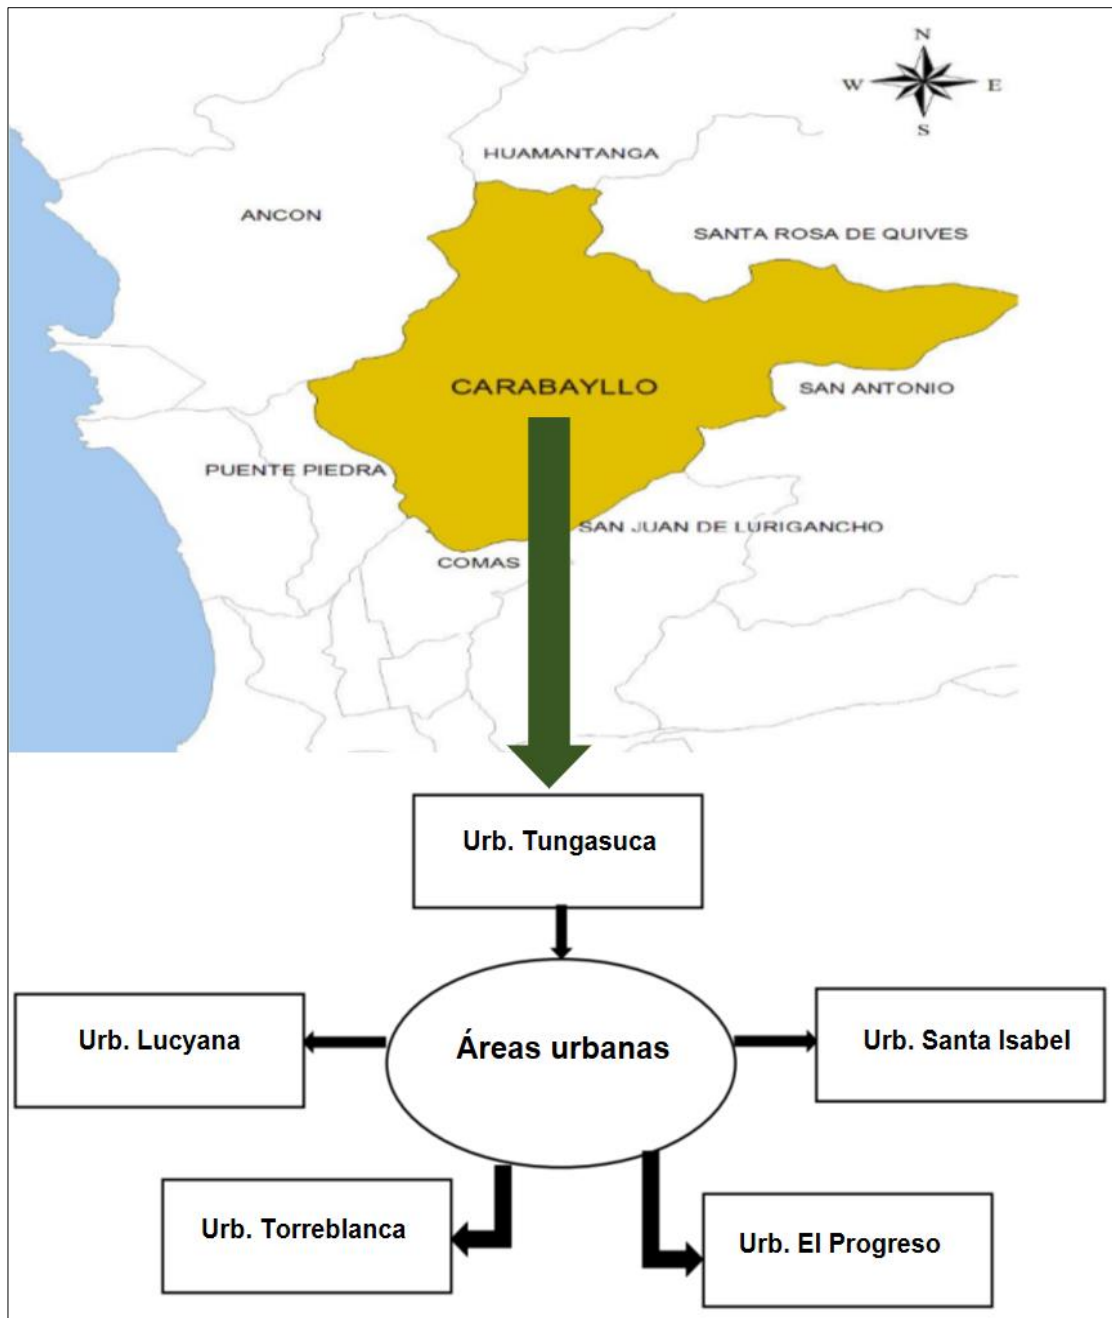 N
W
E
S
HUAMANTANGA
ANCON
SANTA ROSA DE QUIVES
CARABAYLLO
SAN ANTONIO
PUENTE PIEDRA
SAN JUAN DE LURIGANCHO
COMAS
Urb. Tungasuca
Urb. Lucyana
Áreas urbanas
Urb. Santa Isabel
Urb. Torreblanca
Urb. El Progreso